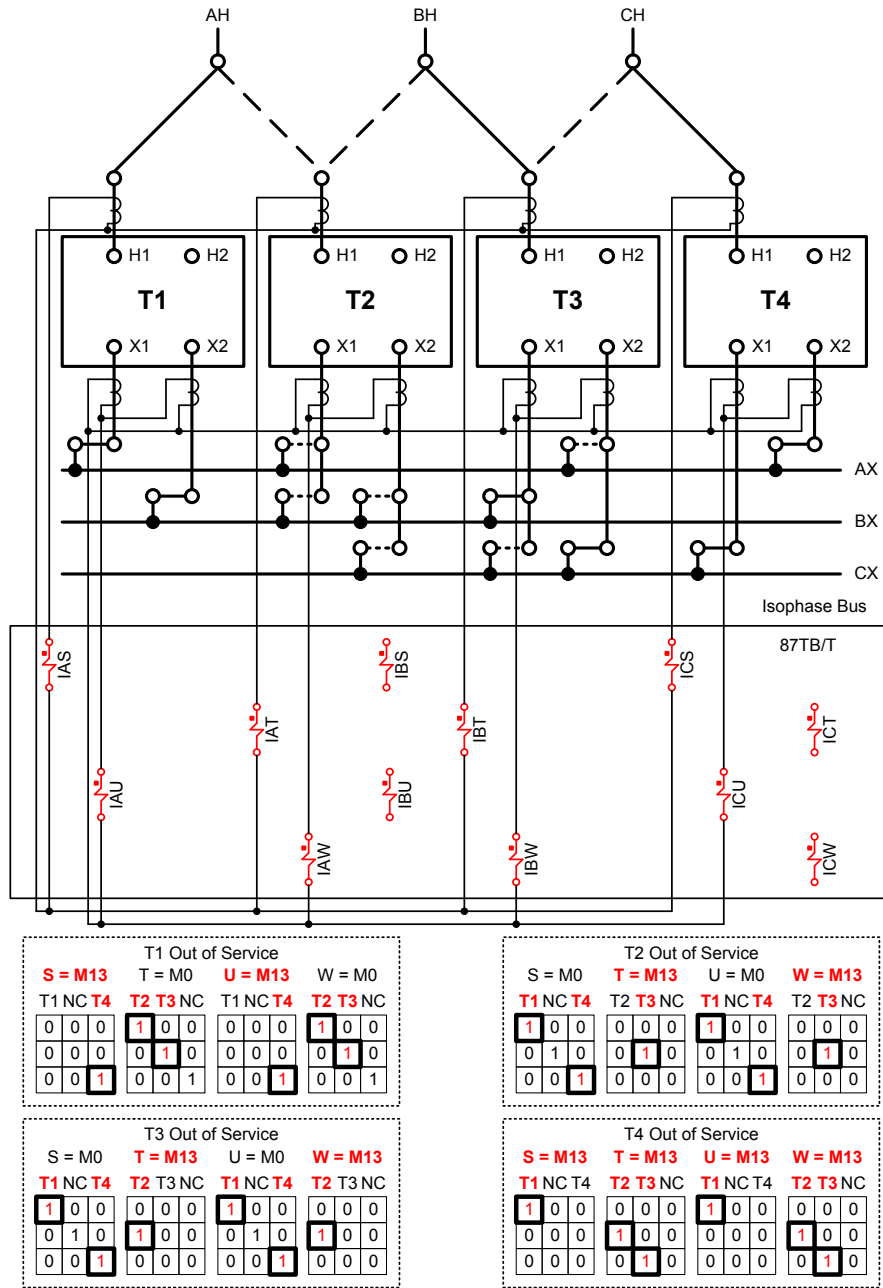 AH BH CH
H1 H2 H1 H2 H1 H2 H1 H2
T1 T2 T3 T4
X1 X2 X1 X2 X1 X2 X1 X2
AX
BX
CX
Isophase Bus
87TB/T
IAS IBS ICS
IAT IBT ICT
IAU IBU ICU
IAW IBW ICW
T1 Out of Service
S = M13 T = M0 U = M13 W = M0
T1 NC T4 T2 T3 NC T1 NC T4 T2 T3 NC
0 0 0 1 0 0 0 0 0 1 0 0
0 0 0 0 1 0 0 0 0 0 1 0
0 0 1 0 0 1 0 0 1 0 0 1
T2 Out of Service
S = M0 T = M13 U = M0 W = M13
T1 NC T4 T2 T3 NC T1 NC T4 T2 T3 NC
1 0 0 0 0 0 1 0 0 0 0 0
0 1 0 0 1 0 0 1 0 0 1 0
0 0 1 0 0 0 0 0 1 0 0 0
T3 Out of Service
S = M0 T = M13 U = M0 W = M13
T1 NC T4 T2 T3 NC T1 NC T4 T2 T3 NC
1 0 0 0 0 0 1 0 0 0 0 0
0 1 0 1 0 0 0 1 0 1 0 0
0 0 1 0 0 0 0 0 1 0 0 0
T4 Out of Service
S = M13 T = M13 U = M13 W = M13
T1 NC T4 T2 T3 NC T1 NC T4 T2 T3 NC
1 0 0 0 0 0 1 0 0 0 0 0
0 0 0 1 0 0 0 0 0 1 0 0
0 0 0 0 1 0 0 0 0 0 1 0